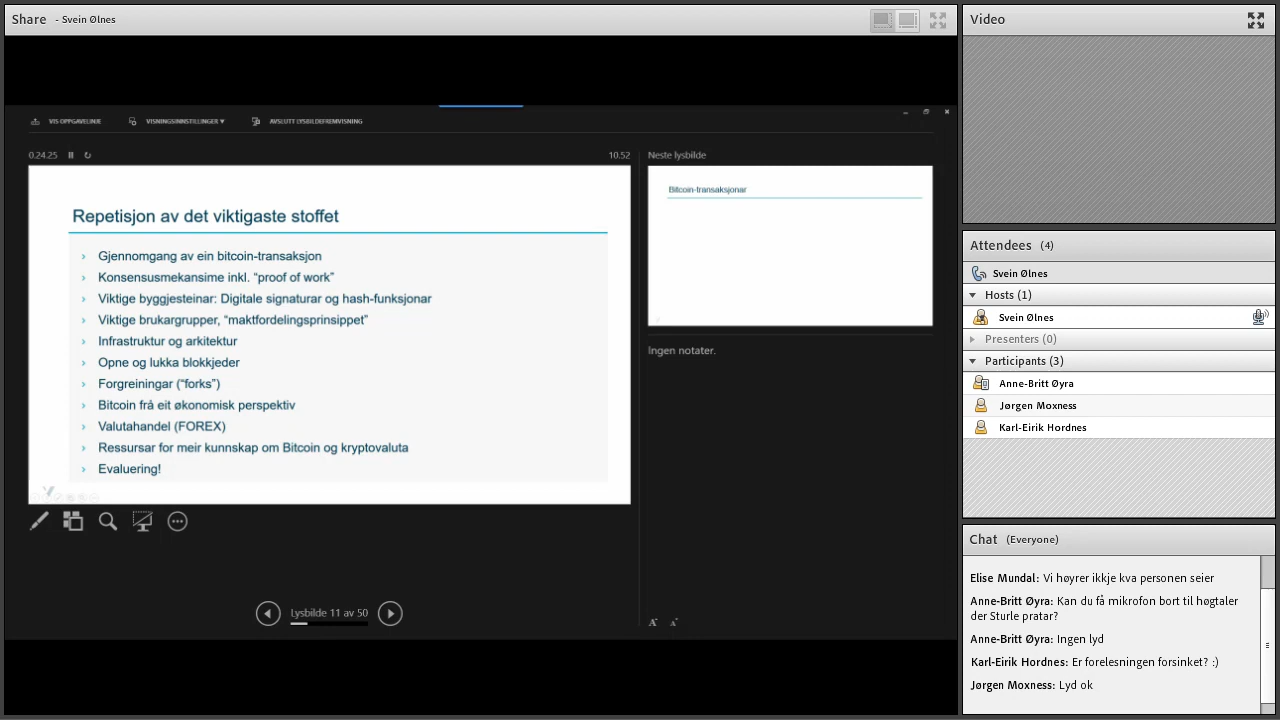 Share - Svein Ølnes
VIS OPPGAVELINJE
VISNINGSINNSTILLINGER
AVSLUTT LYSBILDEFREMVISNING
0.24.25
10.52
Repetisjon av det viktigaste stoffet
› Gjennomgang av ein bitcoin-transaksjon
› Konsensusmekansime inkl. “proof of work”
› Viktige byggjesteinar: Digitale signaturar og hash-funksjonar
› Viktige brukargrupper, “maktfordelingsprinsippet”
› Infrastruktur og arkitektur
› Opne og lukka blokkjeder
› Forgreiningar (“forks”)
› Bitcoin frå eit økonomisk perspektiv
› Valutahandel (FOREX)
› Ressursar for meir kunnskap om Bitcoin og kryptovaluta
› Evaluering!
Lysbilde 11 av 50
Neste lysbilde
Bitcoin-transaksjonar
Ingen notater.
A A
Video
Attendees (4)
Svein Ølnes
Hosts (1)
Svein Ølnes
Presenters (0)
Participants (3)
Anne-Britt Øyra
Jørgen Moxness
Karl-Eirik Hordnes
Chat (Everyone)
Elise Mundal: Vi høyrer ikkje kva personen seier
Anne-Britt Øyra: Kan du få mikrofon bort til høgtaler
der Sturle pratar?
Anne-Britt Øyra: Ingen lyd
Karl-Eirik Hordnes: Er forelesningen forsinket? :)
Jørgen Moxness: Lyd ok